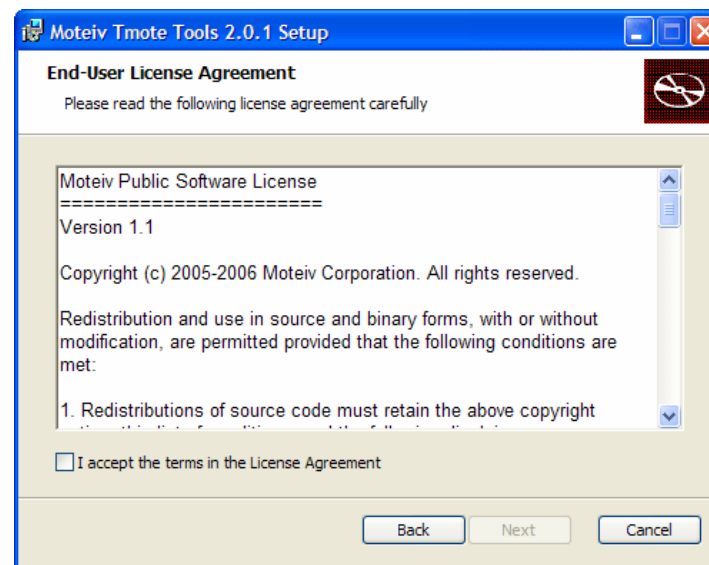 Moteiv Tmote Tools 2.0.1 Setup
End-User License Agreement
Please read the following license agreement carefully
Moteiv Public Software License
=======================
Version 1.1
Copyright (c) 2005-2006 Moteiv Corporation. All rights reserved.
Redistribution and use in source and binary forms, with or without
modification, are permitted provided that the following conditions are
met:
1. Redistributions of source code must retain the above copyright
I accept the terms in the License Agreement
Back
Next
Cancel